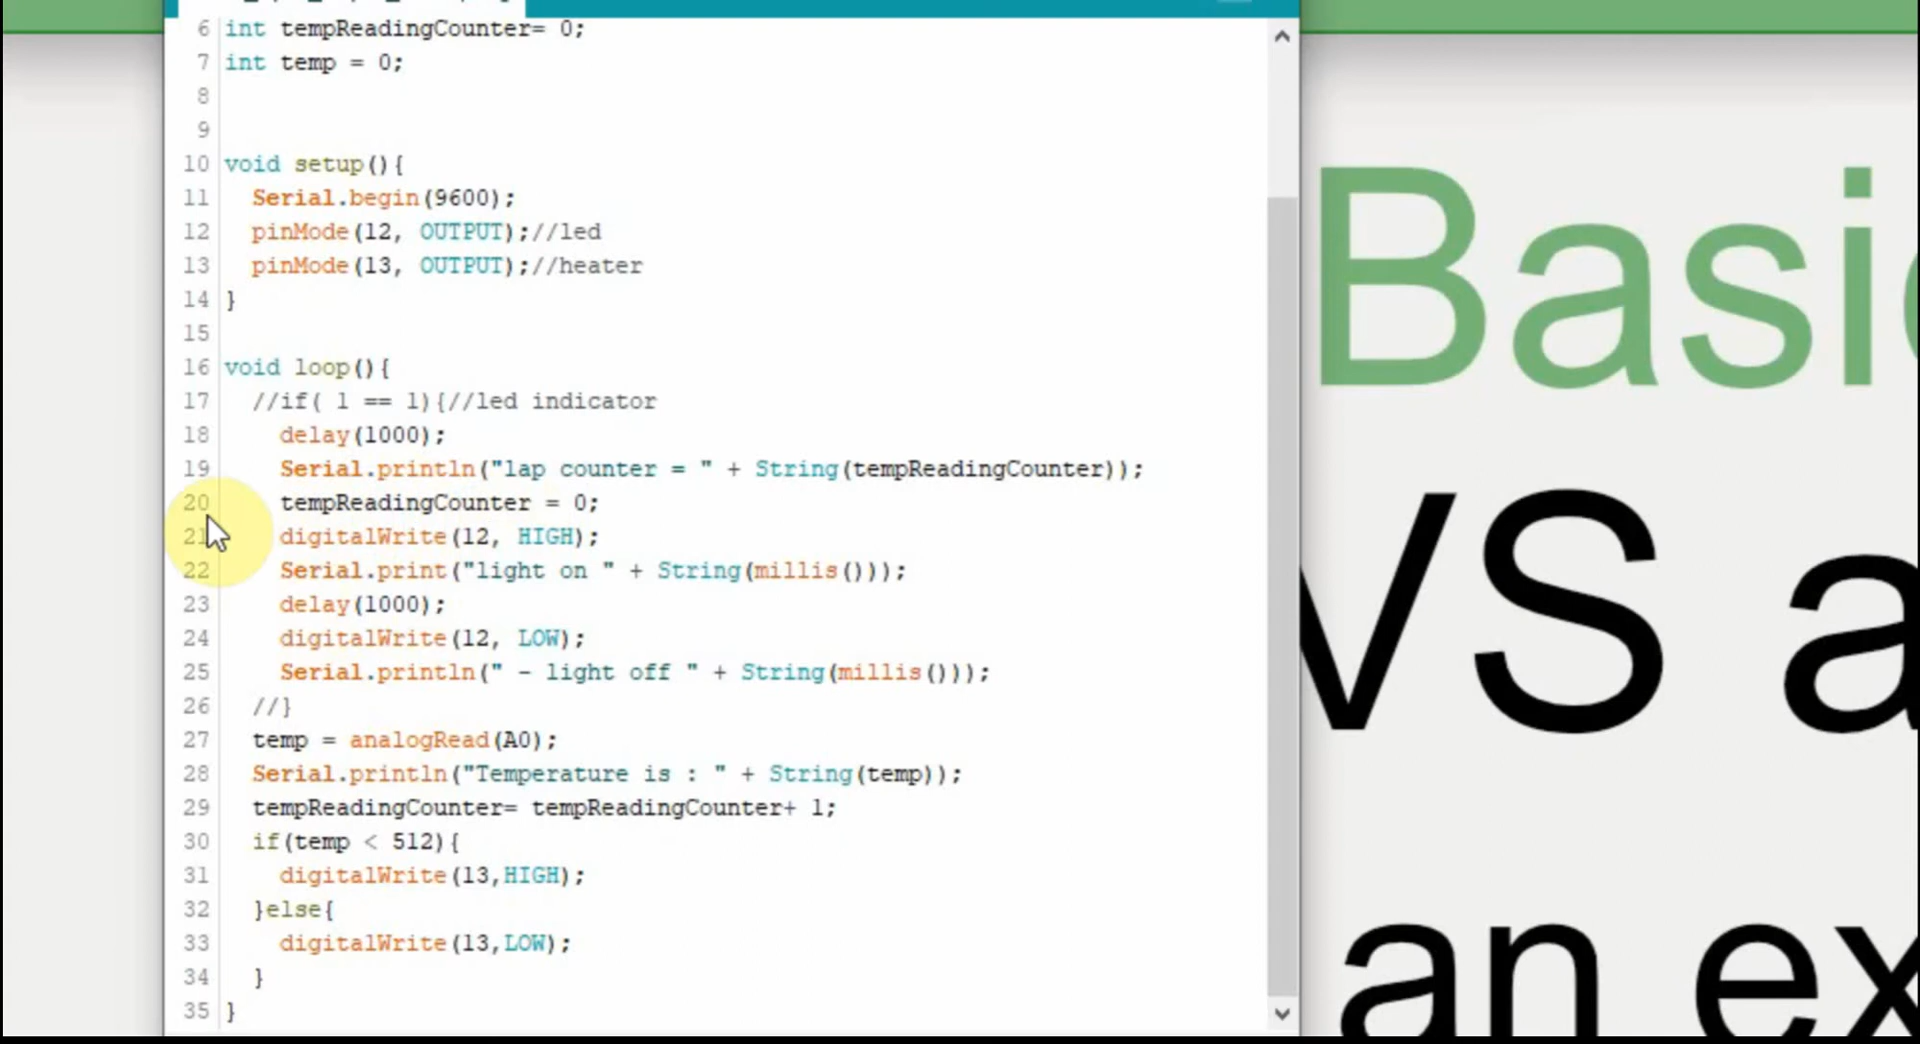 6 int tempReadingCounter= 0;
7 int temp = 0;
8
9
10 void setup(){
11 Serial.begin(9600);
12 pinMode(12, OUTPUT);//led
13 pinMode(13, OUTPUT);//heater
14 }
15
16 void loop(){
17 //if( 1 == 1){//led indicator
18 delay(1000);
19 Serial.println("lap counter = " + String(tempReadingCounter));
20 tempReadingCounter = 0;
21 digitalWrite(12, HIGH);
22 Serial.print("light on " + String(millis()));
23 delay(1000);
24 digitalWrite(12, LOW);
25 Serial.println(" - light off " + String(millis()));
26 //}
27 temp = analogRead(A0);
28 Serial.println("Temperature is : " + String(temp));
29 tempReadingCounter= tempReadingCounter+ 1;
30 if(temp < 512){
31 digitalWrite(13,HIGH);
32 }else{
33 digitalWrite(13,LOW);
34 }
35 }
Basi
VS a
an ex